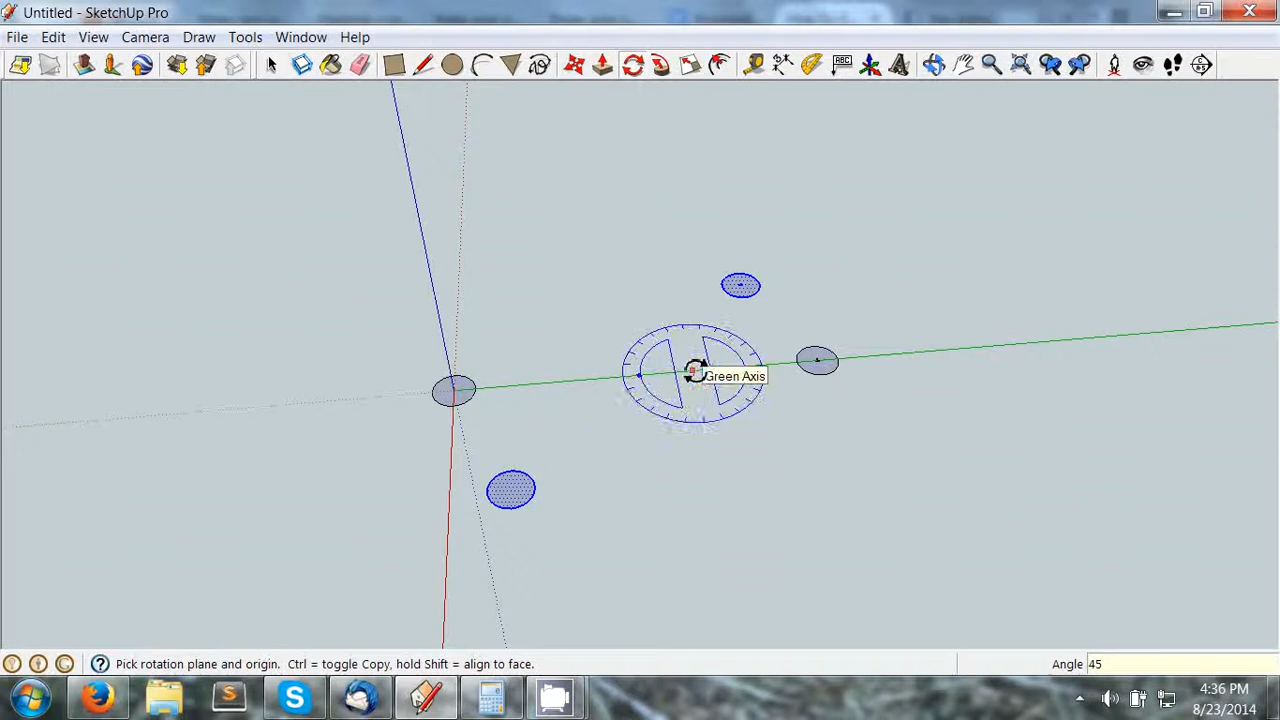 Untitled - SketchUp Pro
File Edit View Camera Draw Tools Window Help
ABC
Green Axis
Pick rotation plane and origin. Ctrl = toggle Copy, hold Shift = align to face.
Angle 45
4:36 PM
8/23/2014